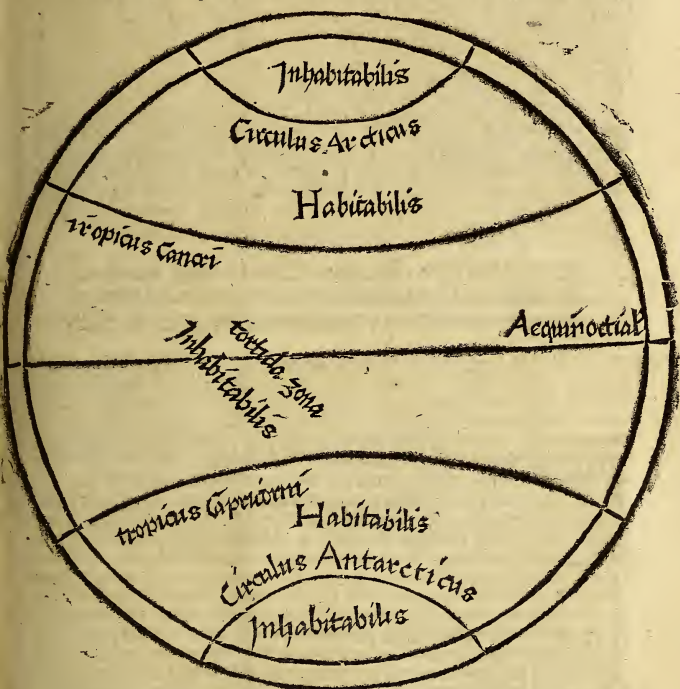 Inhabitabilis
Circulus Arcticus
Habitabilis
tropicus Cancri
Aequinoctial
torrida zona
Inhabitabilis
tropicus Capricorni
Habitabilis
Circulus Antarcticus
Inhabitabilis